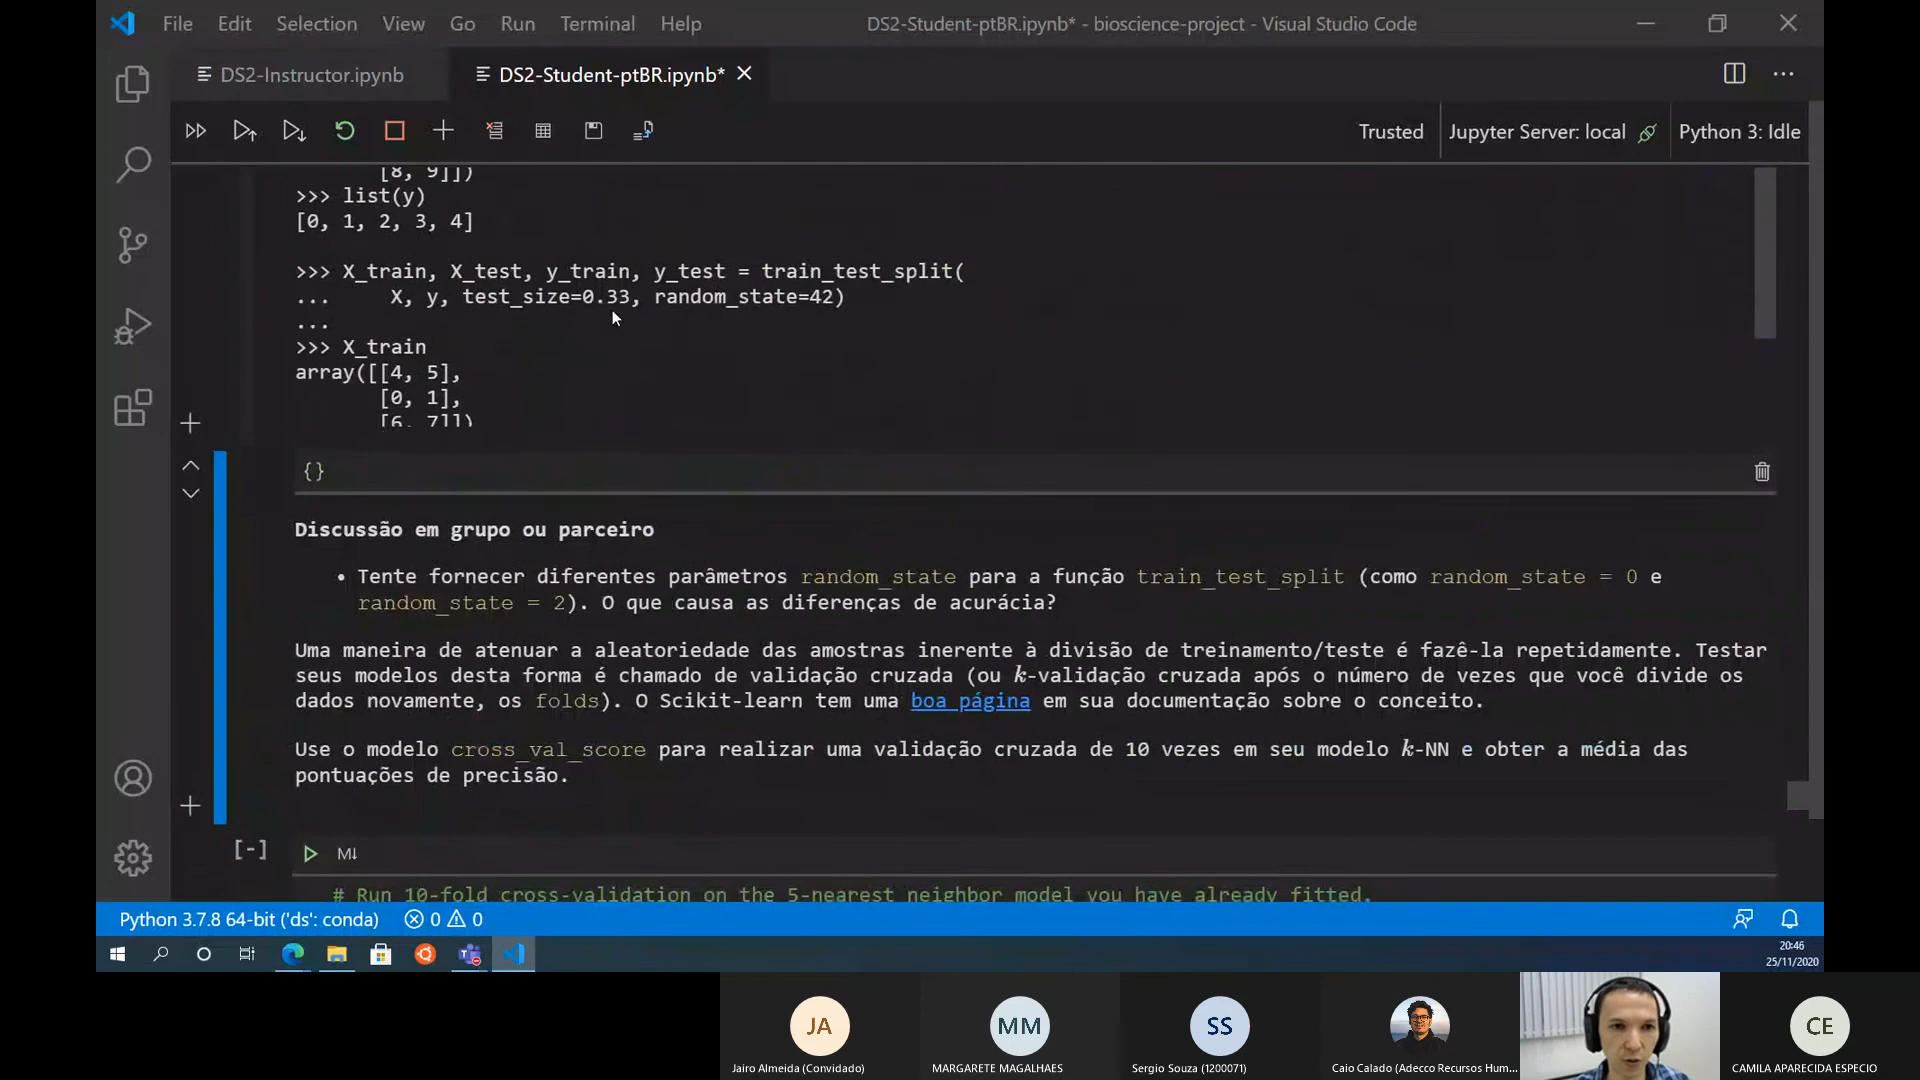 File Edit Selection View Go Run Terminal Help DS2-Student-ptBR.ipynb* - bioscience-project - Visual Studio Code
DS2-Instructor.ipynb DS2-Student-ptBR.ipynb*
Trusted Jupyter Server: local Python 3: Idle
[8, 9]])
>>> list(y)
[0, 1, 2, 3, 4]
>>> X_train, X_test, y_train, y_test = train_test_split(
... X, y, test_size=0.33, random_state=42)
...
>>> X_train
array([[4, 5],
[0, 1],
[6, 7]])
{}
Discussão em grupo ou parceiro
• Tente fornecer diferentes parâmetros random_state para a função train_test_split (como random_state = 0 e
random_state = 2). O que causa as diferenças de acurácia?
Uma maneira de atenuar a aleatoriedade das amostras inerente à divisão de treinamento/teste é fazê-la repetidamente. Testar
seus modelos desta forma é chamado de validação cruzada (ou k-validação cruzada após o número de vezes que você divide os
dados novamente, os folds). O Scikit-learn tem uma boa página em sua documentação sobre o conceito.
Use o modelo cross_val_score para realizar uma validação cruzada de 10 vezes em seu modelo k-NN e obter a média das
pontuações de precisão.
[-] M↓
# Run 10-fold cross-validation on the 5-nearest neighbor model you have already fitted.
Python 3.7.8 64-bit ('ds': conda) 0 0
20:46
25/11/2020
JA MM SS CE
Jairo Almeida (Convidado) MARGARETE MAGALHAES Sergio Souza (1200071) Caio Calado (Adecco Recursos Hum... CAMILA APARECIDA ESPECIO